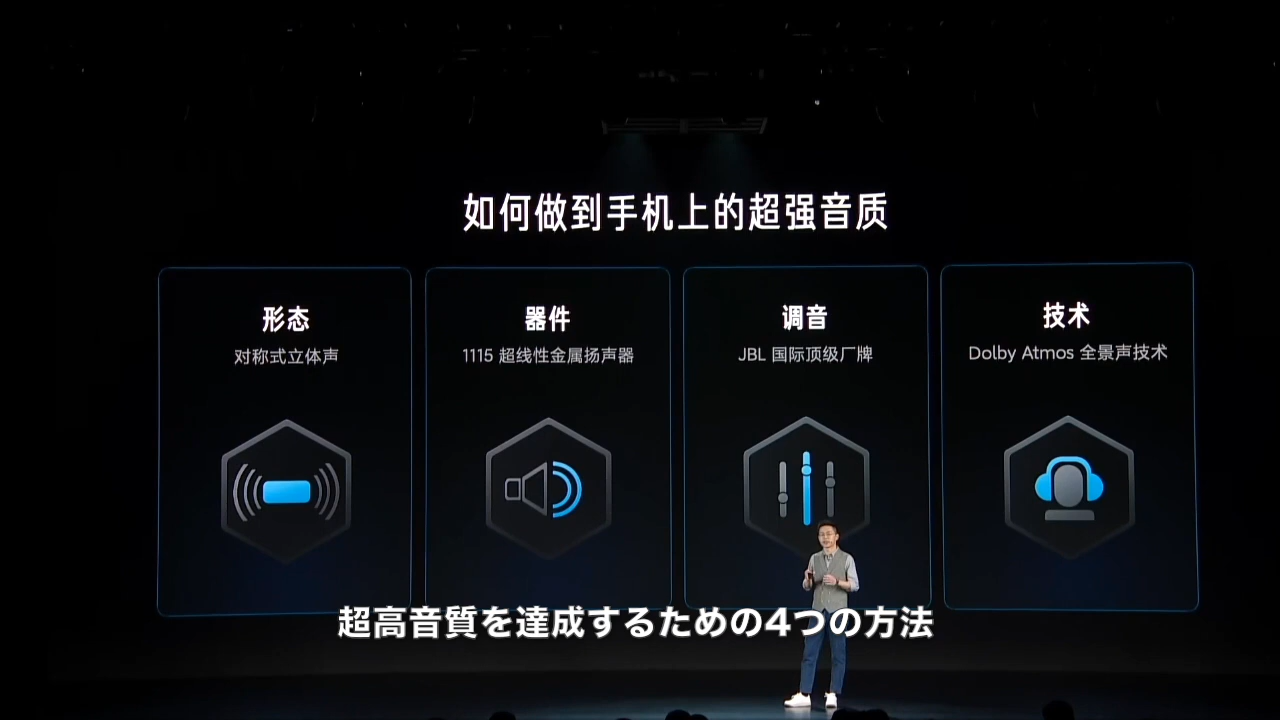 如何做到手机上的超强音质
形态
对称式立体声
器件
1115 超线性金属扬声器
调音
JBL 国际顶级厂牌
技术
Dolby Atmos 全景声技术
超高音質を達成するための4つの方法